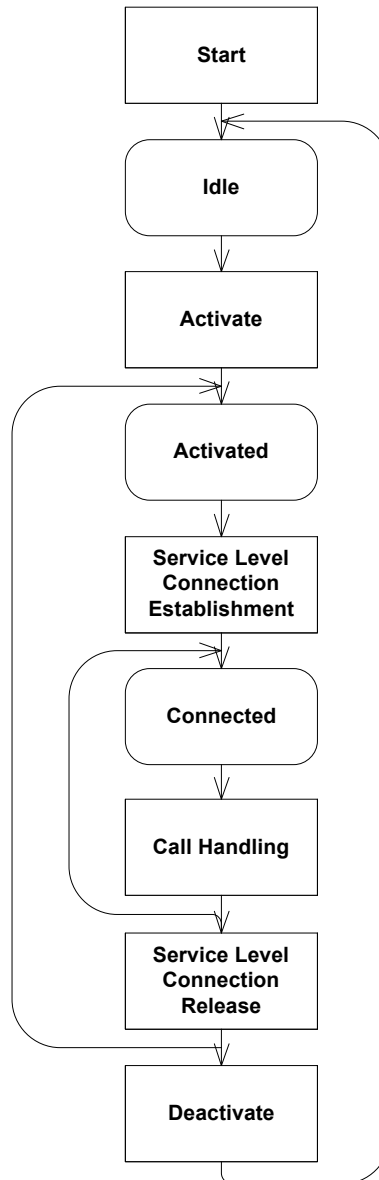 Start
Idle
Activate
Activated
Service Level
Connection
Establishment
Connected
Call Handling
Service Level
Connection
Release
Deactivate